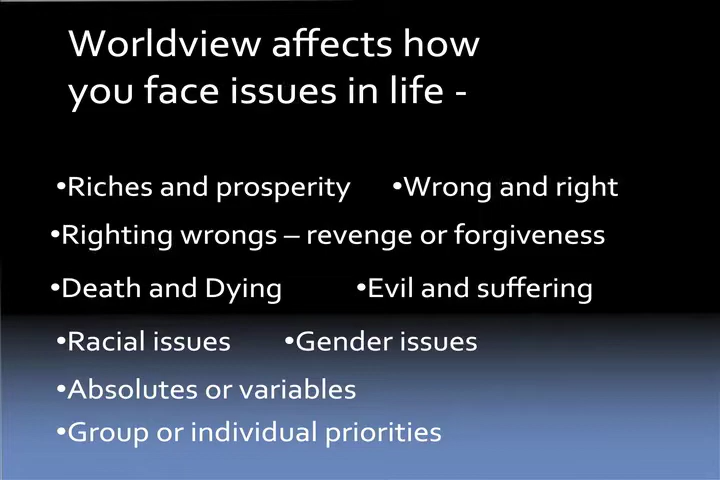 Worldview affects how
you face issues in life -
•Riches and prosperity •Wrong and right
•Righting wrongs – revenge or forgiveness
•Death and Dying •Evil and suffering
•Racial issues •Gender issues
•Absolutes or variables
•Group or individual priorities